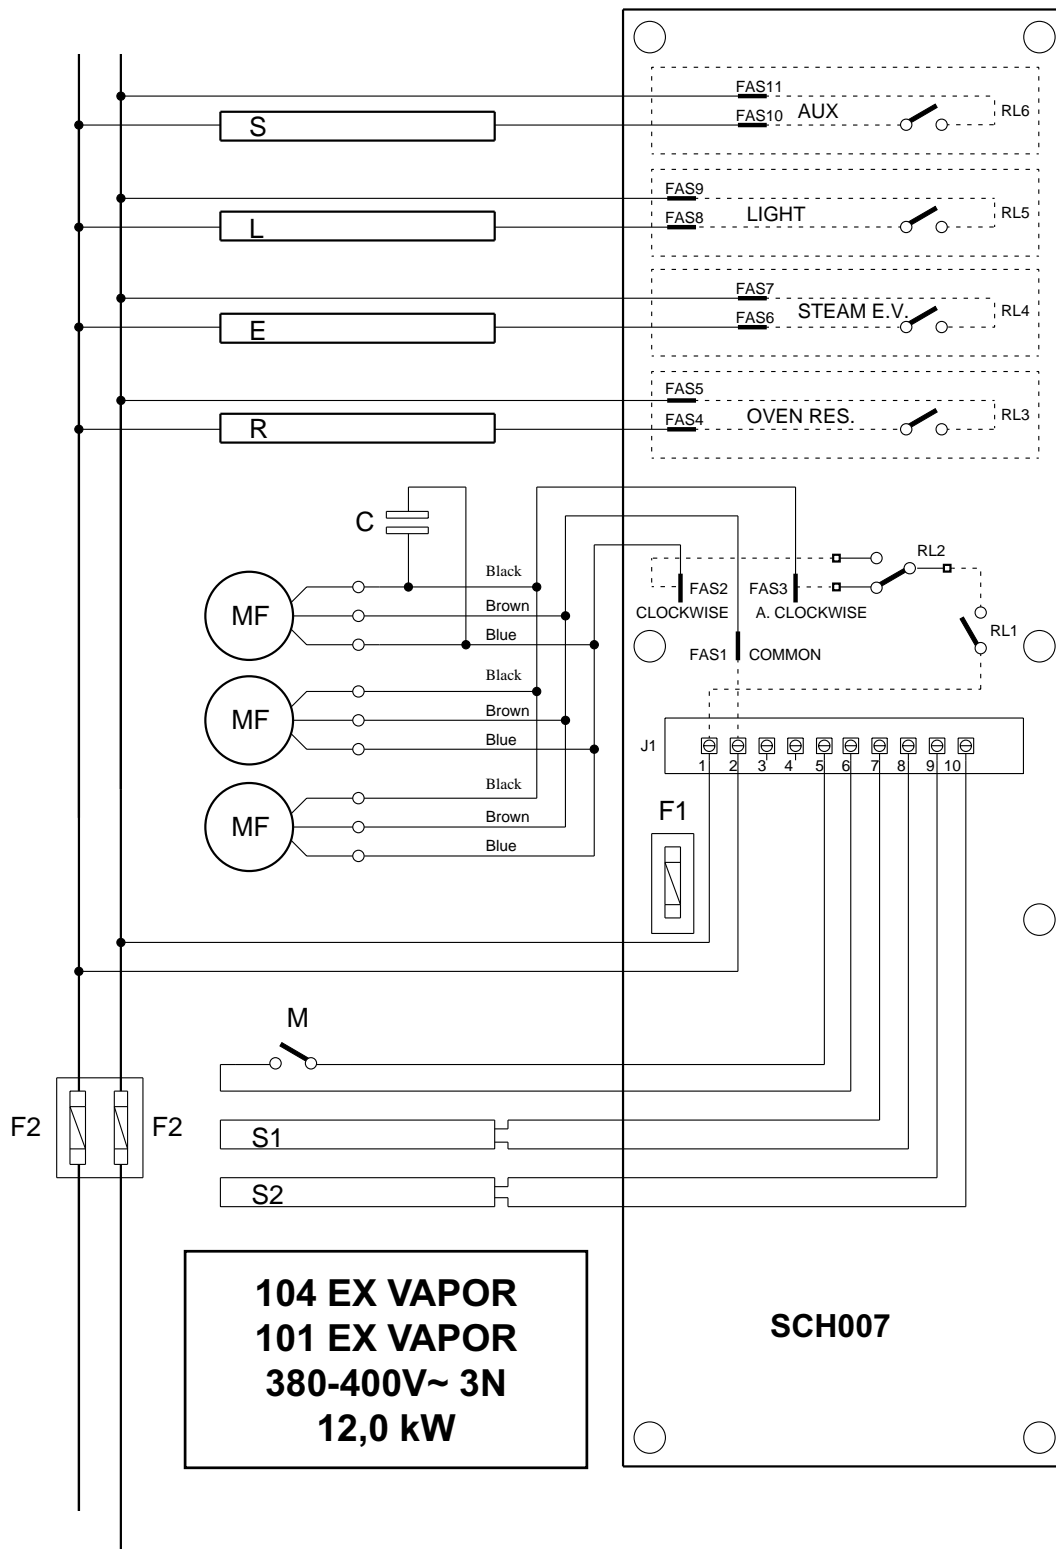 FAS11
S
FAS10
AUX
RL6
FAS9
L
FAS8
LIGHT
RL5
FAS7
E
FAS6
STEAM E.V.
RL4
FAS5
R
FAS4
OVEN RES.
RL3
C
RL2
MF
Black
FAS2
FAS3
Brown
CLOCKWISE
A. CLOCKWISE
Blue
RL1
FAS1
COMMON
MF
Black
Brown
Blue
J1
1 2 3 4 5 6 7 8 9 10
MF
Black
Brown
Blue
F1
M
F2
F2
S1
S2
104 EX VAPOR
101 EX VAPOR
380-400V~ 3N
12,0 kW
SCH007